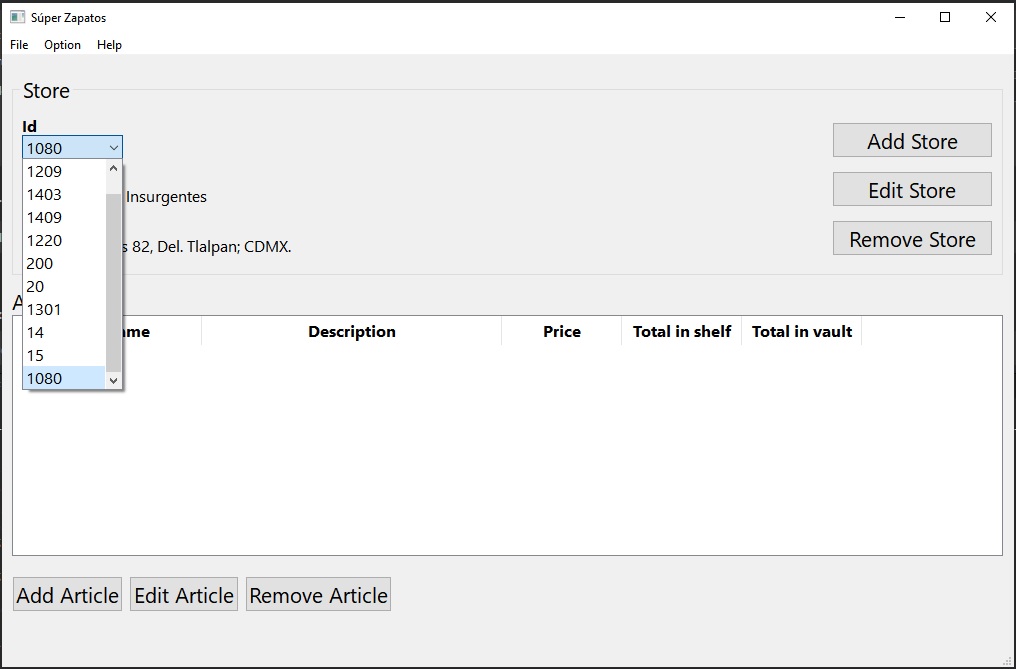 Súper Zapatos
File Option Help
Store
Id
1080
1209
1403
1409
1220
200
20
1301
14
15
1080
Insurgentes
82, Del. Tlalpan; CDMX.
Add Store
Edit Store
Remove Store
Description Price Total in shelf Total in vault
Add Article Edit Article Remove Article